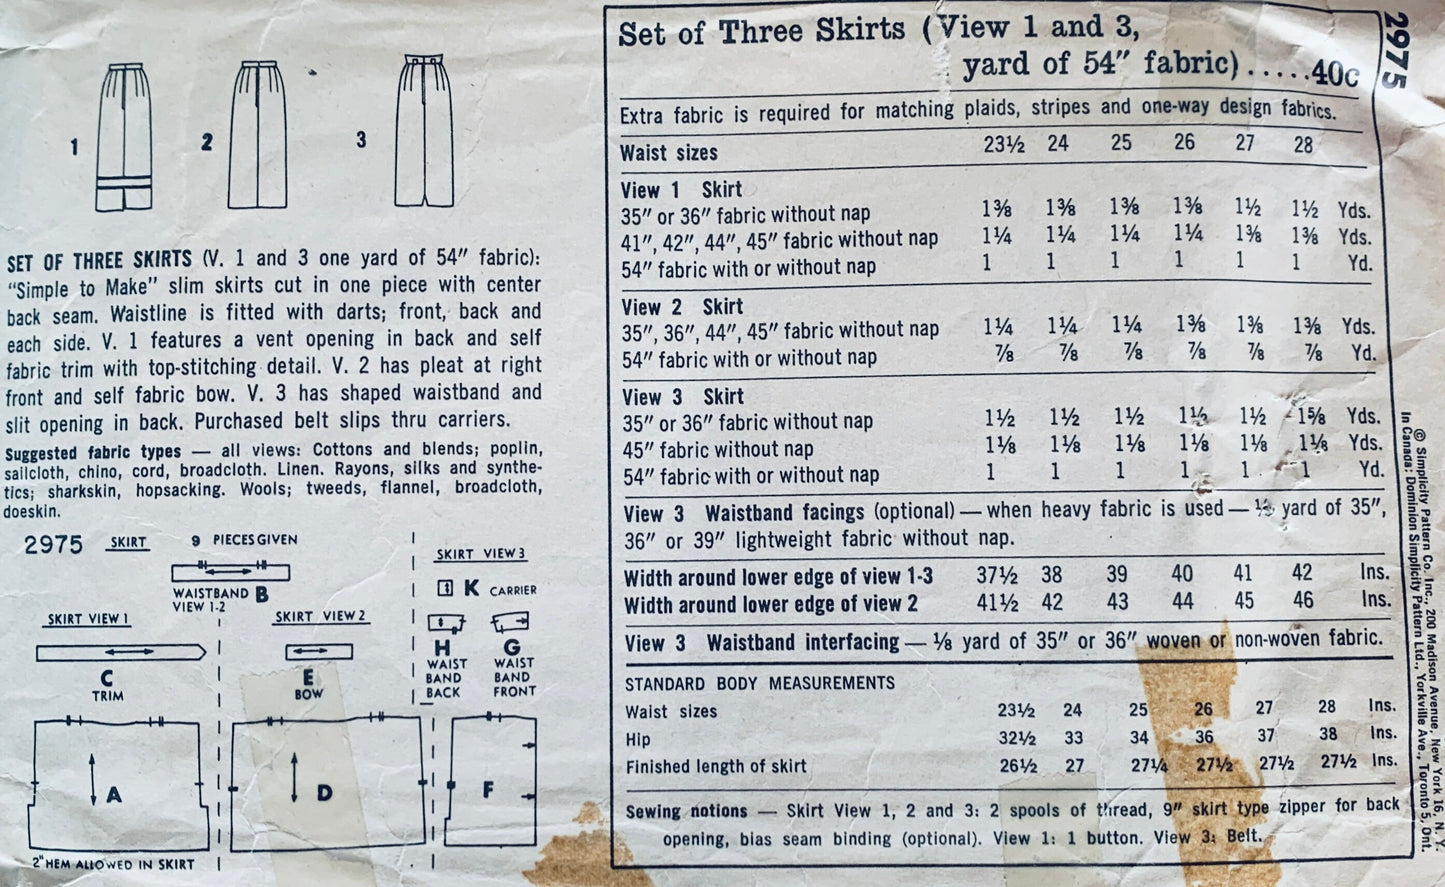 1
2
3
SET OF THREE SKIRTS (V. 1 and 3 one yard of 54″ fabric):
“Simple to Make” slim skirts cut in one piece with center
back seam. Waistline is fitted with darts; front, back and
each side. V. 1 features a vent opening in back and self
fabric trim with top-stitching detail. V. 2 has pleat at right
front and self fabric bow. V. 3 has shaped waistband and
slit opening in back. Purchased belt slips thru carriers.
Suggested fabric types — all views: Cottons and blends; poplin,
sailcloth, chino, cord, broadcloth. Linen. Rayons, silks and synthe-
tics; sharkskin, hopsacking. Wools; tweeds, flannel, broadcloth,
doeskin.
2975 SKIRT 9 PIECES GIVEN
WAISTBAND B
VIEW 1-2
SKIRT VIEW 1
C
TRIM
A
2" HEM ALLOWED IN SKIRT
SKIRT VIEW 2
E
BOW
D
SKIRT VIEW 3
K CARRIER
H
WAIST
BAND
BACK
G
WAIST
BAND
FRONT
F
Set of Three Skirts (View 1 and 3,
yard of 54″ fabric).....40c
2975
Extra fabric is required for matching plaids, stripes and one-way design fabrics.
Waist sizes 23½ 24 25 26 27 28
View 1 Skirt
35″ or 36″ fabric without nap 1⅜ 1⅜ 1⅜ 1⅜ 1½ 1½ Yds.
41″, 42″, 44″, 45″ fabric without nap 1¼ 1¼ 1¼ 1¼ 1⅜ 1⅜ Yds.
54″ fabric with or without nap 1 1 1 1 1 1 Yd.
View 2 Skirt
35″, 36″, 44″, 45″ fabric without nap 1¼ 1¼ 1¼ 1⅜ 1⅜ 1⅜ Yds.
54″ fabric with or without nap ⅞ ⅞ ⅞ ⅞ ⅞ ⅞ Yd.
View 3 Skirt
35″ or 36″ fabric without nap 1½ 1½ 1½ 1½ 1½ 1⅝ Yds.
45″ fabric without nap 1⅛ 1⅛ 1⅛ 1⅛ 1⅛ 1⅛ Yds.
54″ fabric with or without nap 1 1 1 1 1 1 Yd.
View 3 Waistband facings (optional) — when heavy fabric is used — yard of 35″,
36″ or 39″ lightweight fabric without nap.
Width around lower edge of view 1-3 37½ 38 39 40 41 42 Ins.
Width around lower edge of view 2 41½ 42 43 44 45 46 Ins.
View 3 Waistband interfacing — ⅛ yard of 35″ or 36″ woven or non-woven fabric.
STANDARD BODY MEASUREMENTS
Waist sizes 23½ 24 25 26 27 28 Ins.
Hip 32½ 33 34 36 37 38 Ins.
Finished length of skirt 26½ 27 27¼ 27½ 27½ 27½ Ins.
Sewing notions — Skirt View 1, 2 and 3: 2 spools of thread, 9″ skirt type zipper for back
opening, bias seam binding (optional). View 1: 1 button. View 3: Belt.
© Simplicity Pattern Co. Inc., 200 Madison Avenue, New York 16, N. Y.
In Canada: Dominion Simplicity Pattern Ltd., Yorkville Ave., Toronto 5, Ont.